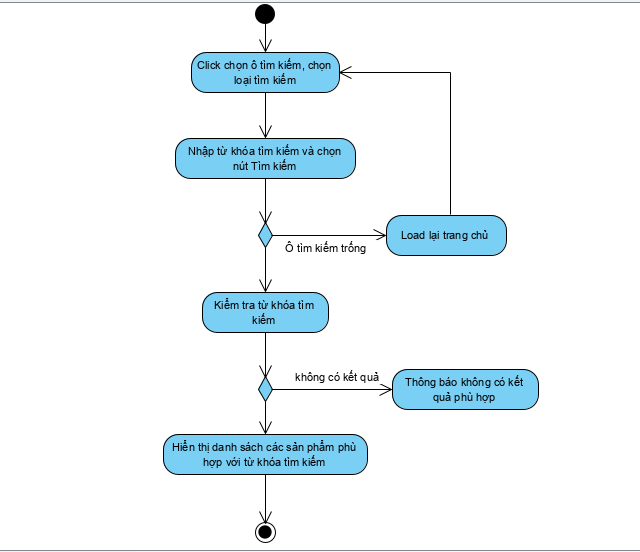 Click chọn ô tìm kiếm, chọn
loại tìm kiếm
Nhập từ khóa tìm kiếm và chọn
nút Tìm kiếm
Ô tìm kiếm trống
Load lại trang chủ
Kiểm tra từ khóa tìm
kiếm
không có kết quả
Thông báo không có kết
quả phù hợp
Hiển thị danh sách các sản phẩm phù
hợp với từ khóa tìm kiếm